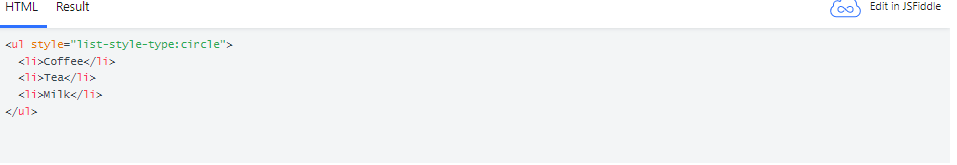 HTML Result Edit in JSFiddle
<ul style="list-style-type:circle">
  <li>Coffee</li>
  <li>Tea</li>
  <li>Milk</li>
</ul>